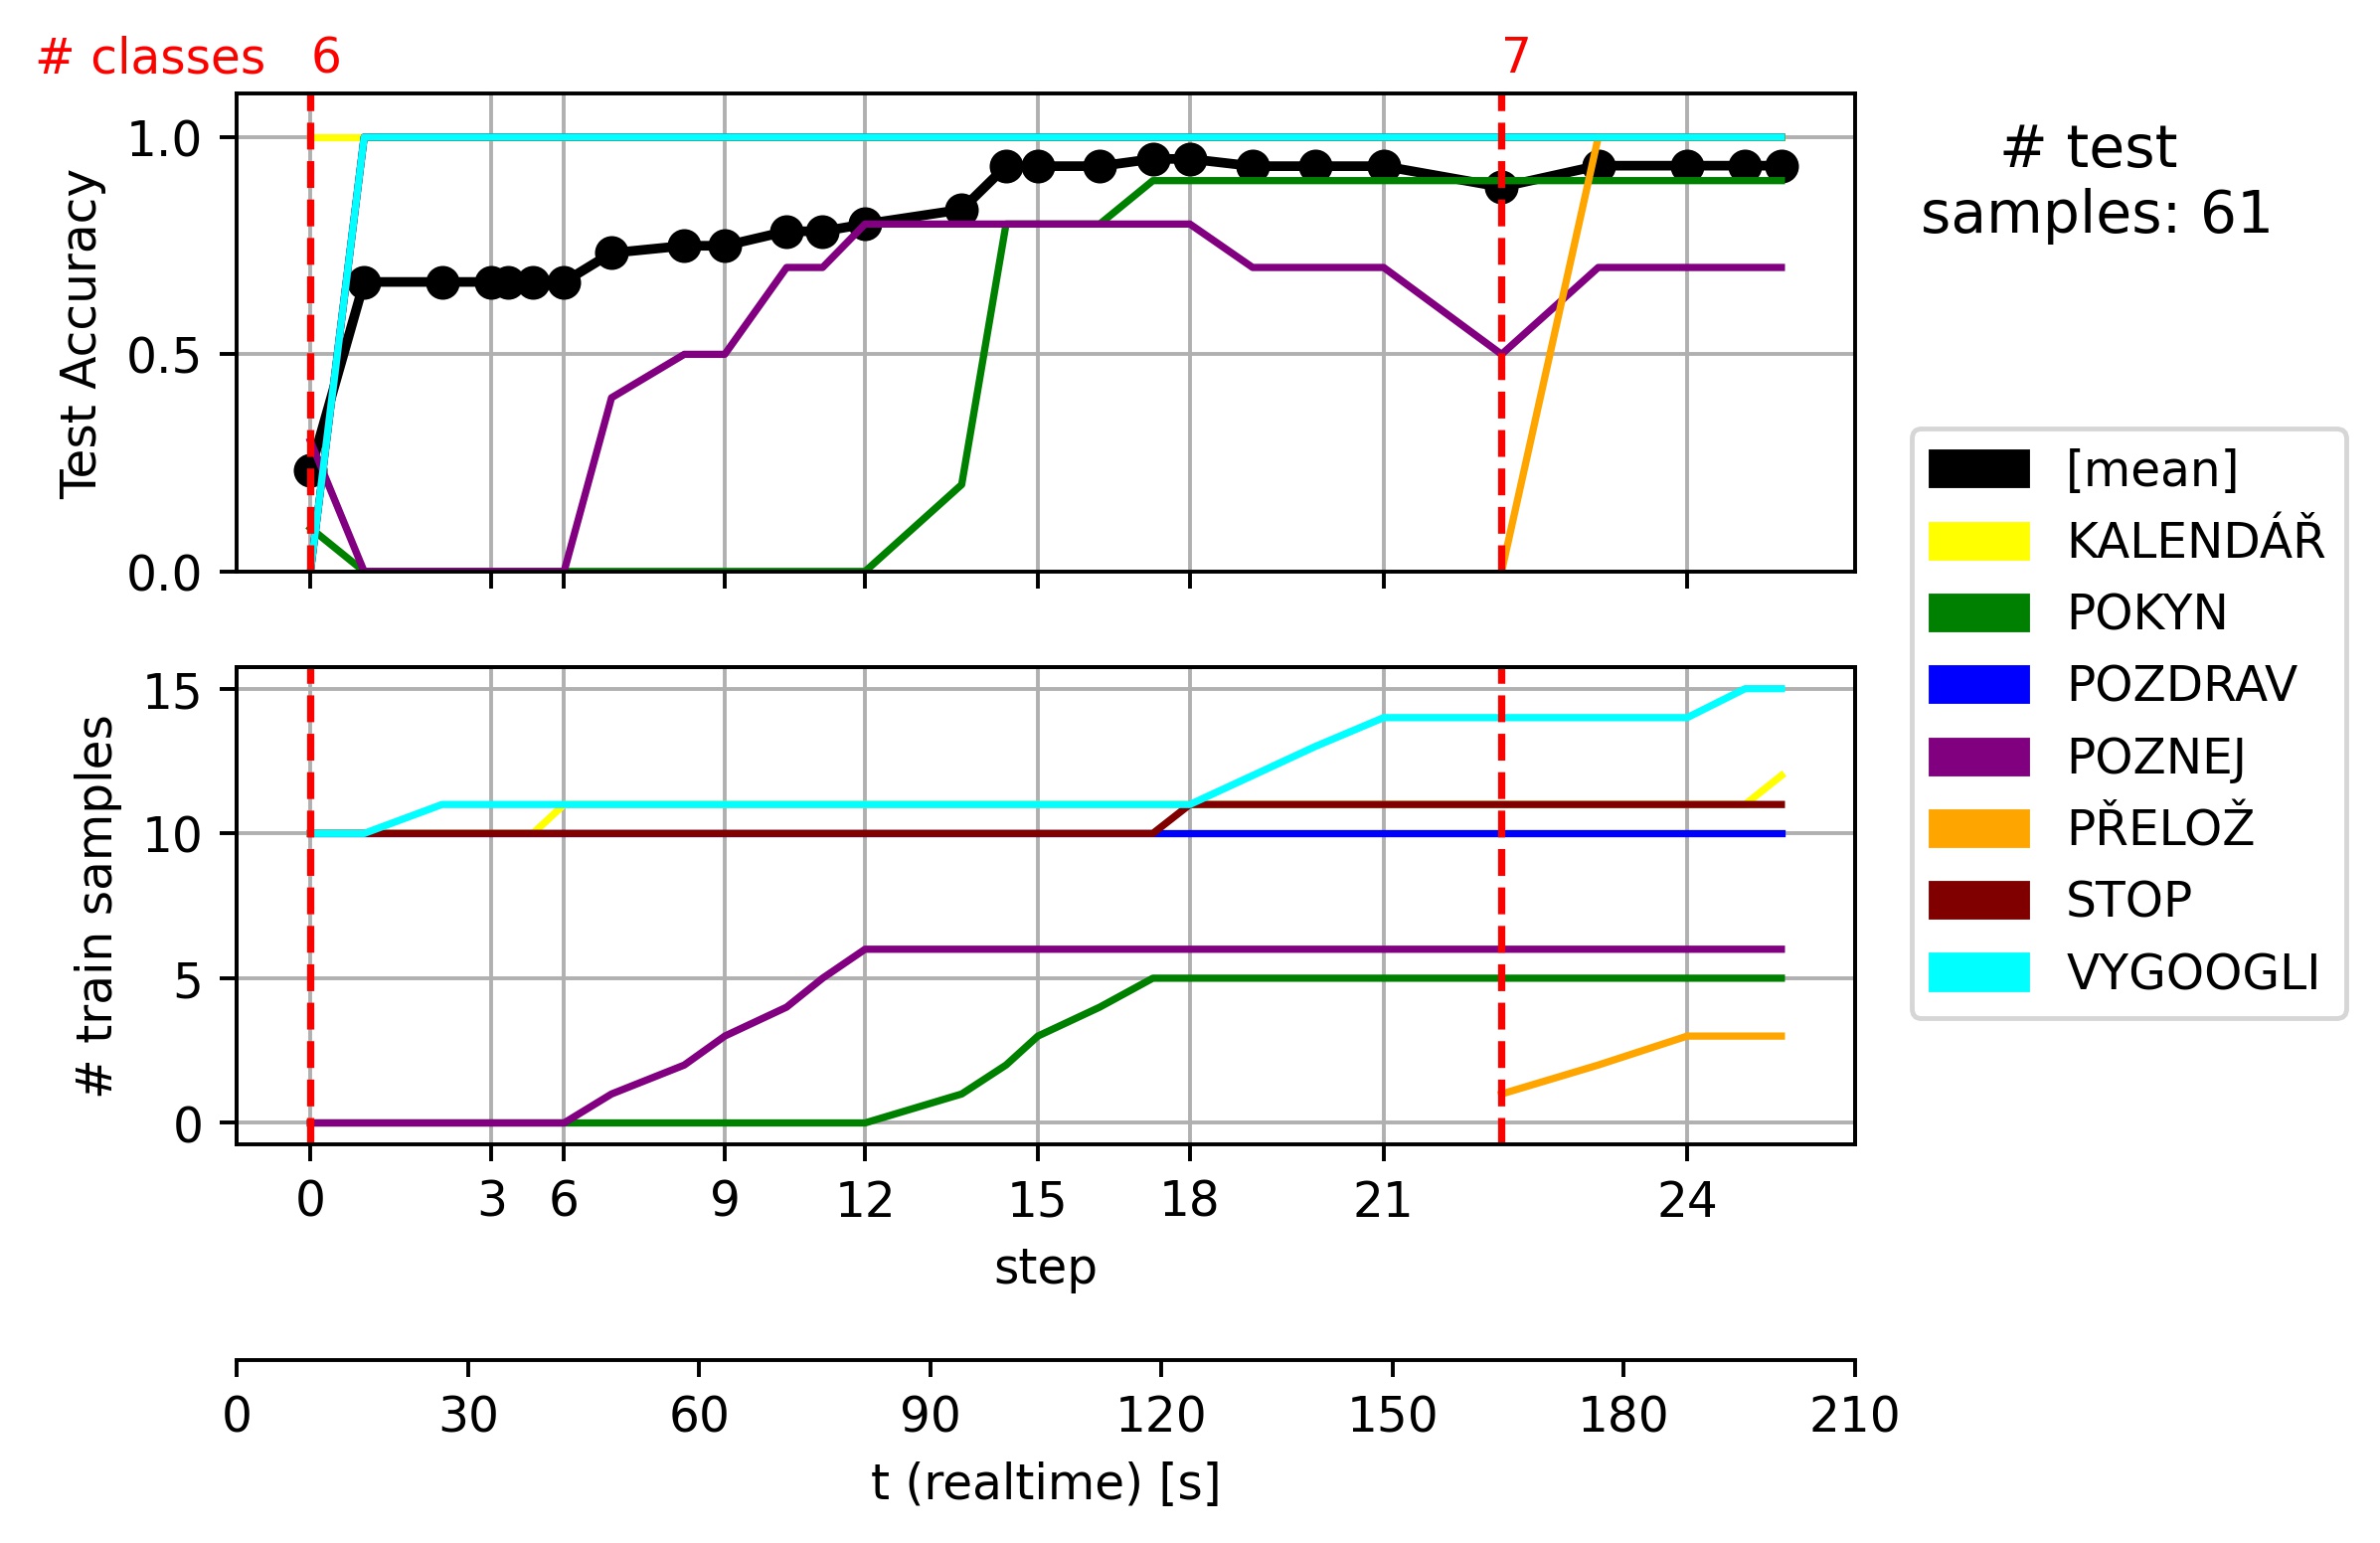 # classes 6 7
1.0
0.5
0.0
Test Accuracy
# test
samples: 61
[mean]
KALENDÁŘ
POKYN
POZDRAV
POZNEJ
PŘELOŽ
STOP
VYGOOGLI
15
10
5
0
# train samples
0 3 6 9 12 15 18 21 24
step
0 30 60 90 120 150 180 210
t (realtime) [s]